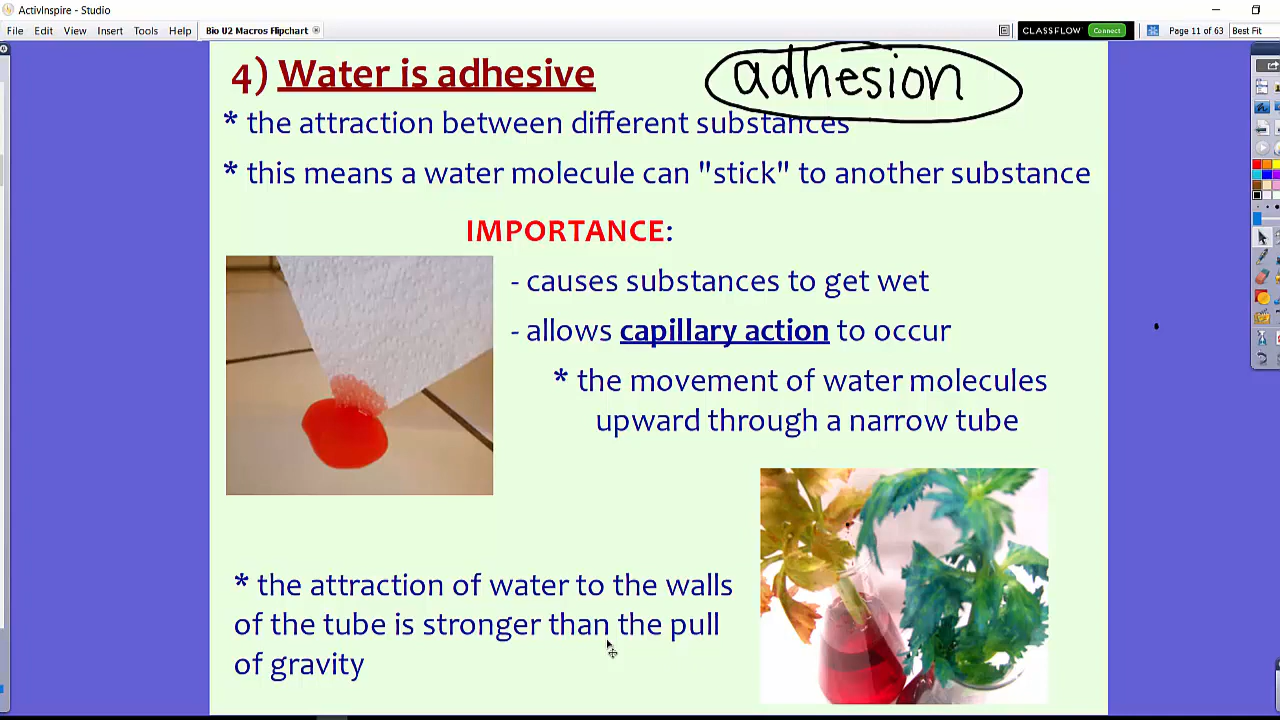 ActivInspire - Studio
File Edit View Insert Tools Help Bio U2 Macros Flipchart CLASSFLOW Connect Page 11 of 63 Best Fit
4) Water is adhesive
adhesion
* the attraction between different substances
* this means a water molecule can "stick" to another substance
IMPORTANCE:
- causes substances to get wet
- allows capillary action to occur
* the movement of water molecules
upward through a narrow tube
* the attraction of water to the walls
of the tube is stronger than the pull
of gravity